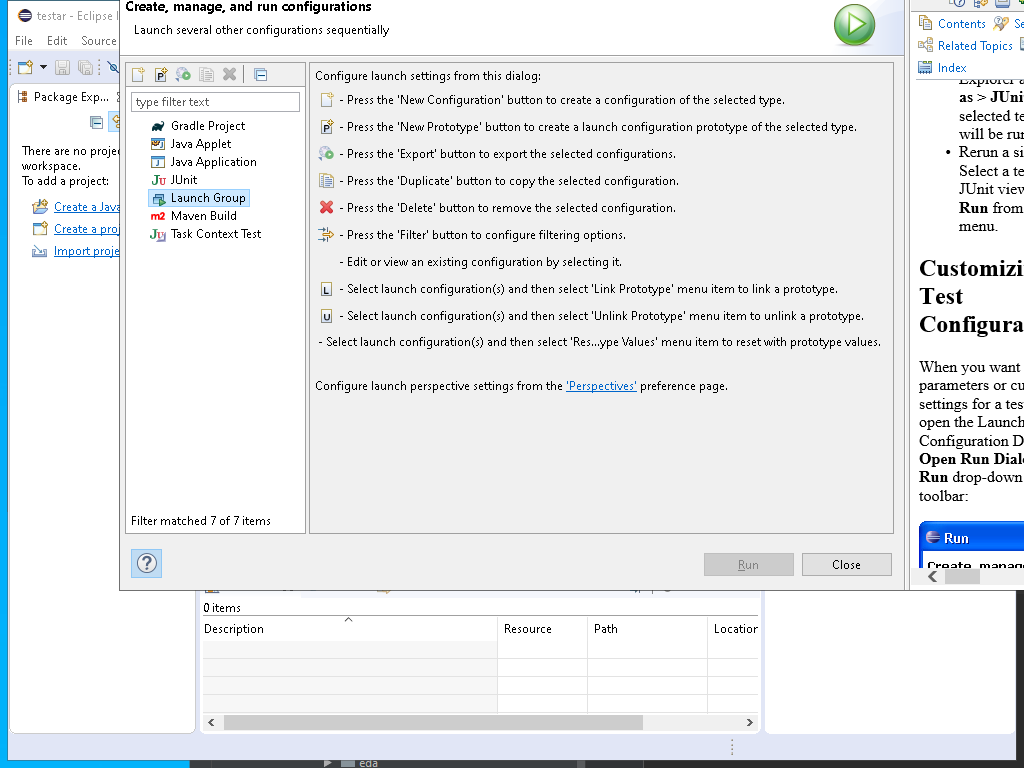 testar - Eclipse I
File Edit Source
Package Exp...
There are no projec
workspace.
To add a project:
Create a Java
Create a proj
Import proje
Create, manage, and run configurations
Launch several other configurations sequentially
type filter text
Gradle Project
Java Applet
Java Application
JUnit
Launch Group
Maven Build
Task Context Test
Filter matched 7 of 7 items
Configure launch settings from this dialog:
- Press the 'New Configuration' button to create a configuration of the selected type.
- Press the 'New Prototype' button to create a launch configuration prototype of the selected type.
- Press the 'Export' button to export the selected configurations.
- Press the 'Duplicate' button to copy the selected configuration.
- Press the 'Delete' button to remove the selected configuration.
- Press the 'Filter' button to configure filtering options.
- Edit or view an existing configuration by selecting it.
- Select launch configuration(s) and then select 'Link Prototype' menu item to link a prototype.
- Select launch configuration(s) and then select 'Unlink Prototype' menu item to unlink a prototype.
- Select launch configuration(s) and then select 'Res...ype Values' menu item to reset with prototype values.
Configure launch perspective settings from the 'Perspectives' preference page.
Run Close
Contents Se
Related Topics
Index
Explorer a
as > JUni
selected te
will be run
• Rerun a si
Select a te
JUnit view
Run from
menu.
Customizi
Test
Configura
When you want
parameters or cu
settings for a tes
open the Launch
Configuration D
Open Run Dialo
Run drop-down
toolbar:
Run
Create, manag
0 items
Description Resource Path Location
eda